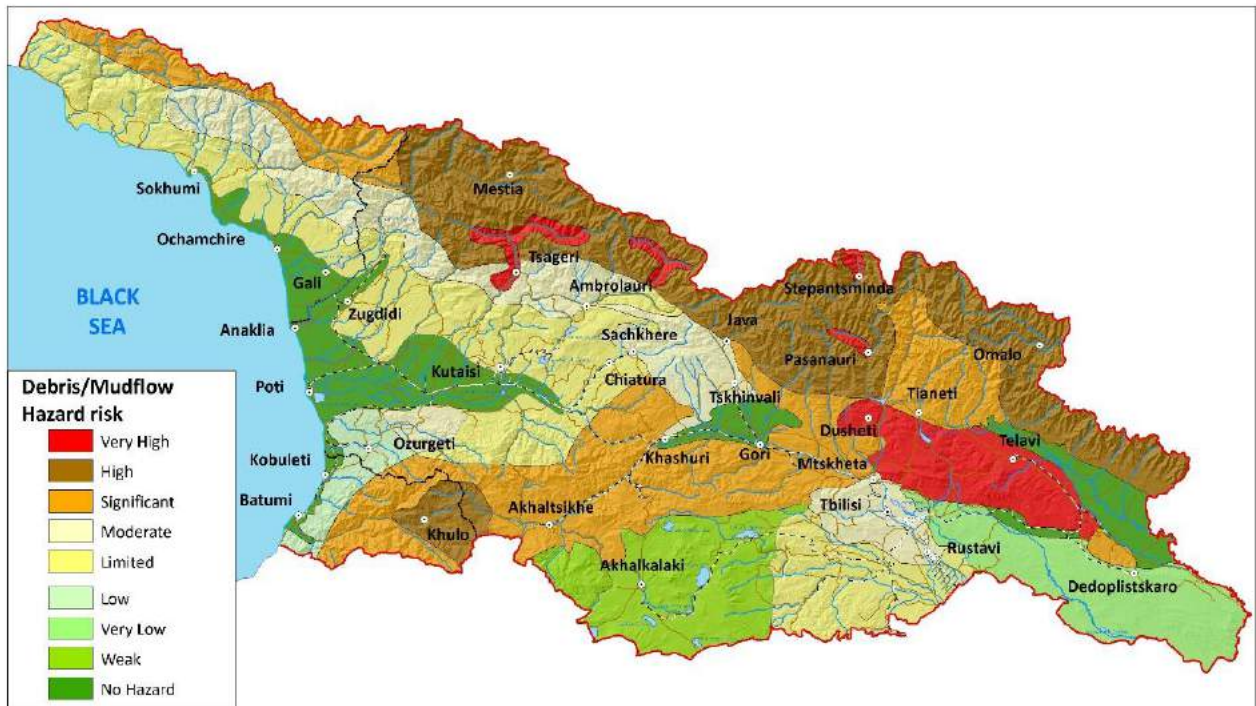 Mestia
Sokhumi
Ochamchire
Tsageri
Ambrolauri
Stepantsminda
Gali
BLACK
SEA
Zugdidi
Anaklia
Sachkhere
Java
Pasanauri
Omalo
Poti
Kutaisi
Chiatura
Tskhinvali
Tianeti
Ozurgeti
Dusheti
Kobuleti
Khashuri
Gori
Mtskheta
Telavi
Batumi
Khulo
Akhaltsikhe
Tbilisi
Rustavi
Akhalkalaki
Dedoplistskaro
Debris/Mudflow
Hazard risk
Very High
High
Significant
Moderate
Limited
Low
Very Low
Weak
No Hazard